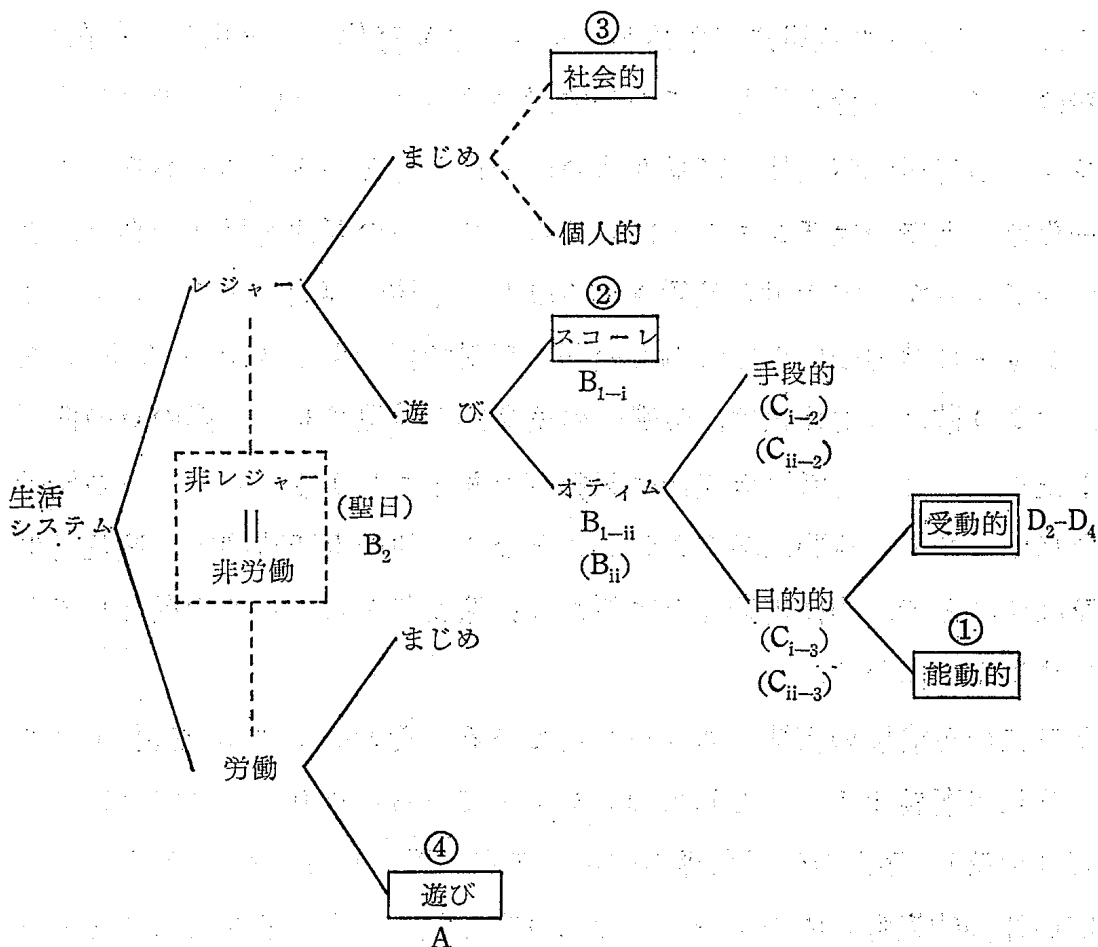 ③
社会的
まじめ
個人的
レジャー
②
スコーレ
B₁₋ᵢ
手段的
(Cᵢ₋₂)
(Cᵢᵢ₋₂)
遊び
生活
システム
非レジャー
||
非労働
(聖日)
B₂
オティム
B₁₋ᵢᵢ
(Bᵢᵢ)
受動的
D₂-D₄
目的的
(Cᵢ₋₃)
(Cᵢᵢ₋₃)
①
能動的
まじめ
労働
④
遊び
A